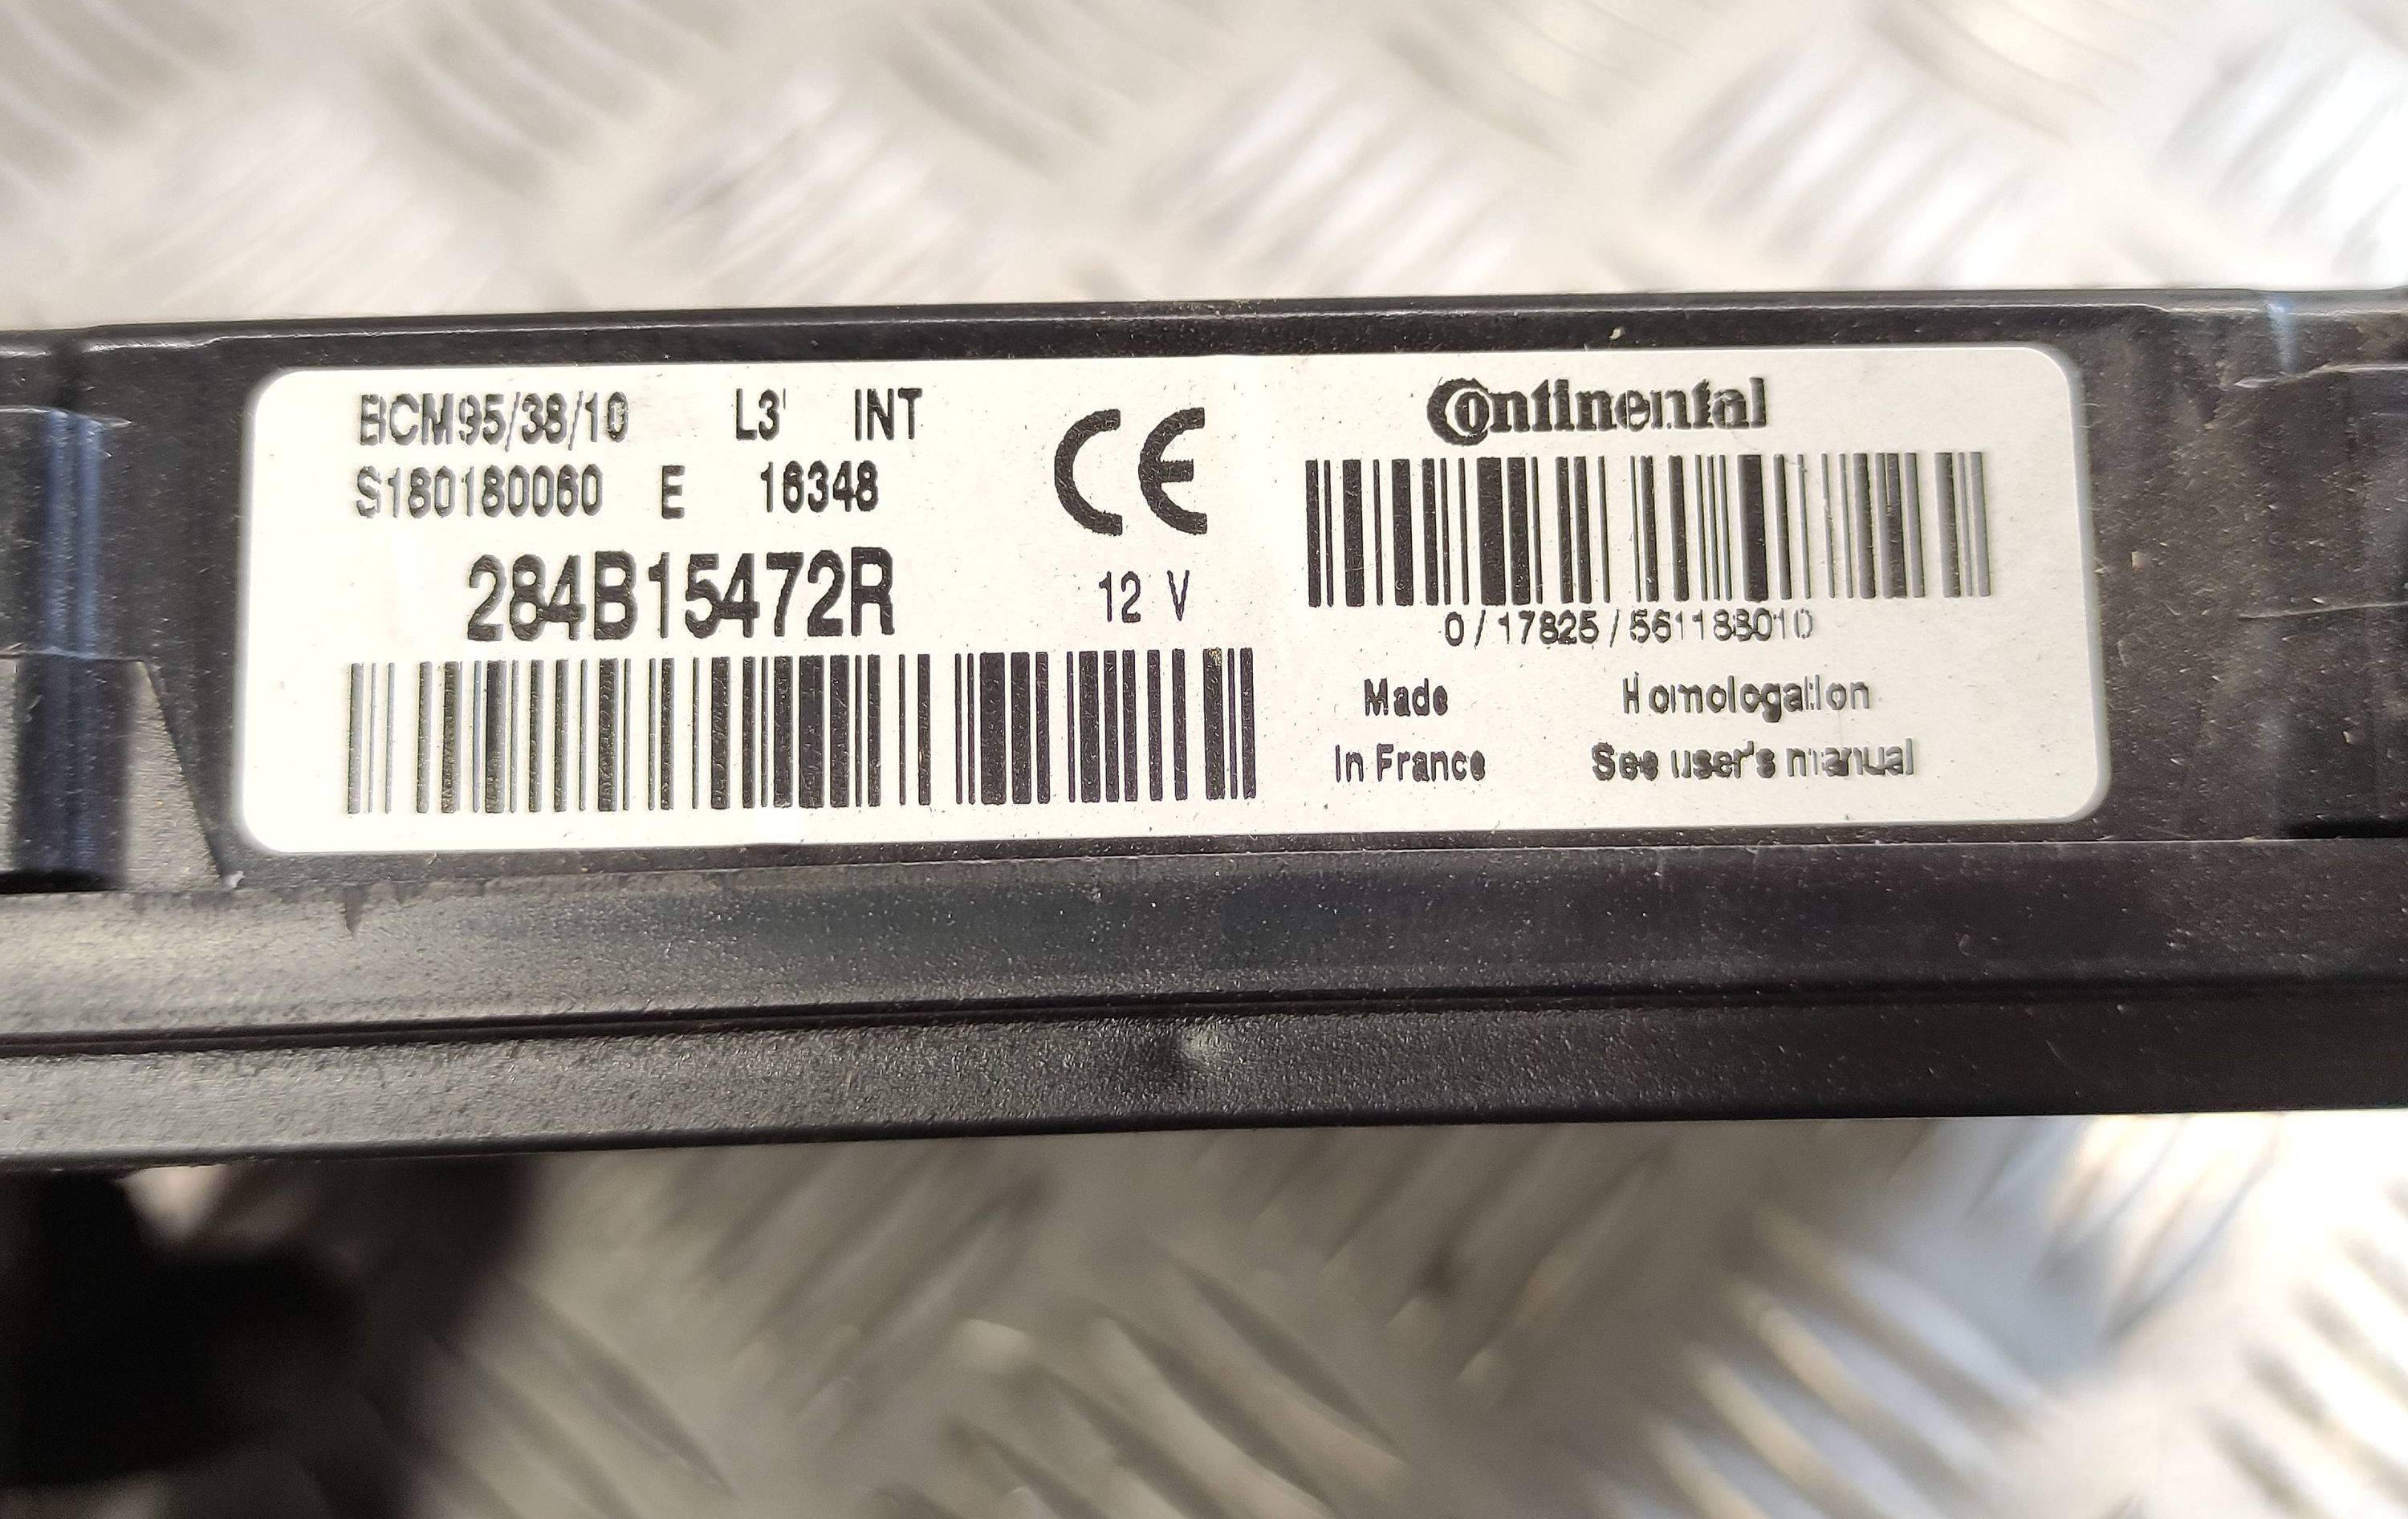 BCM95/38/10 L3' INT
S180180060 E 16348
284B15472R
CE
12 V
Continental
0/17825/561188010
Made
In France
Homologation
See user's manual